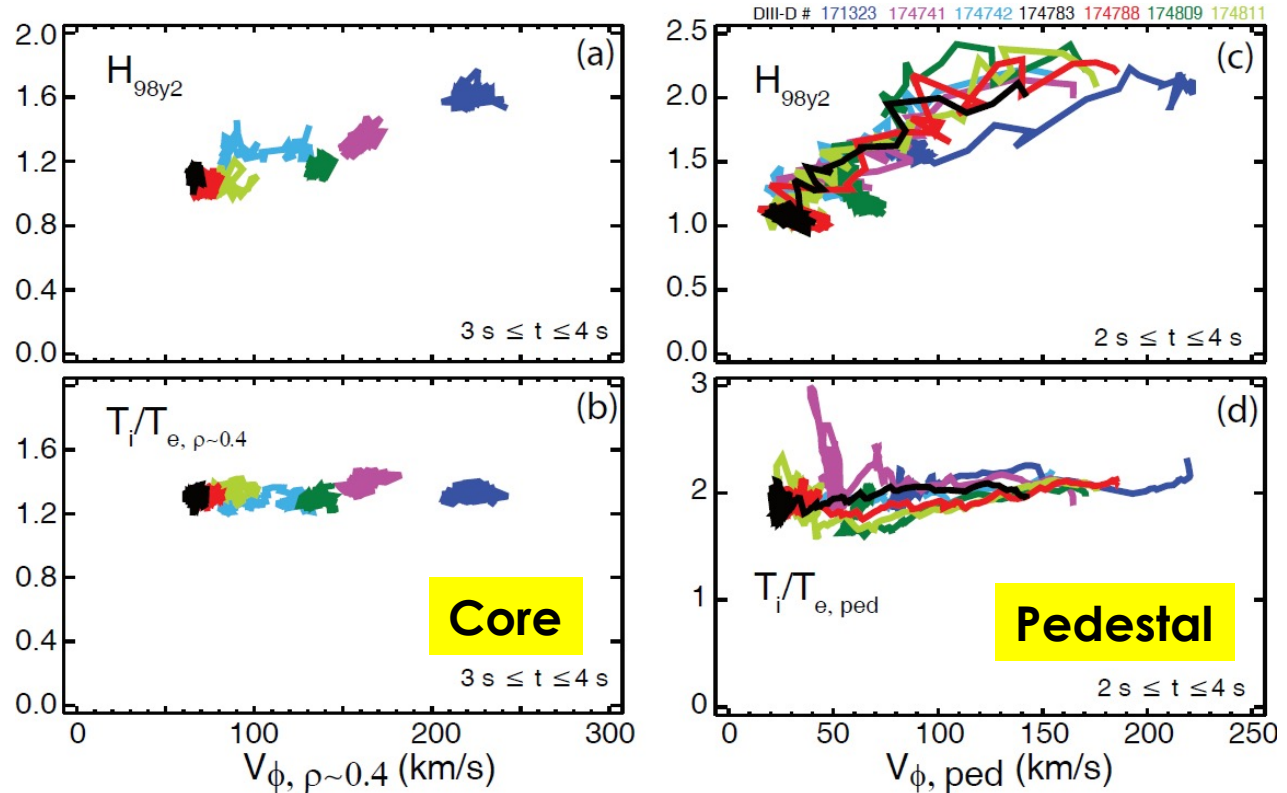 DIII-D # 171323 174741 174742 174783 174788 174809 174811
(a)
H98y2
2.0
1.6
1.2
0.8
0.4
0.0
3 s ≤ t ≤ 4 s
(c)
H98y2
2.5
2.0
1.5
1.0
0.5
0.0
2 s ≤ t ≤ 4 s
(b)
Ti/Te, ρ~0.4
1.6
1.2
0.8
0.4
0.0
Core
3 s ≤ t ≤ 4 s
0 100 200 300
Vϕ, ρ~0.4 (km/s)
(d)
3
2
1
0
Ti/Te, ped
Pedestal
2 s ≤ t ≤ 4 s
0 50 100 150 200 250
Vϕ, ped (km/s)